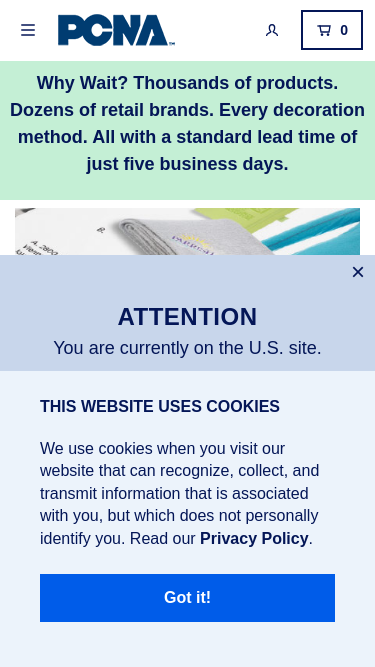 PCNA
0
Why Wait? Thousands of products.
Dozens of retail brands. Every decoration
method. All with a standard lead time of
just five business days.
ATTENTION
You are currently on the U.S. site.
THIS WEBSITE USES COOKIES
We use cookies when you visit our
website that can recognize, collect, and
transmit information that is associated
with you, but which does not personally
identify you. Read our Privacy Policy.
Got it!